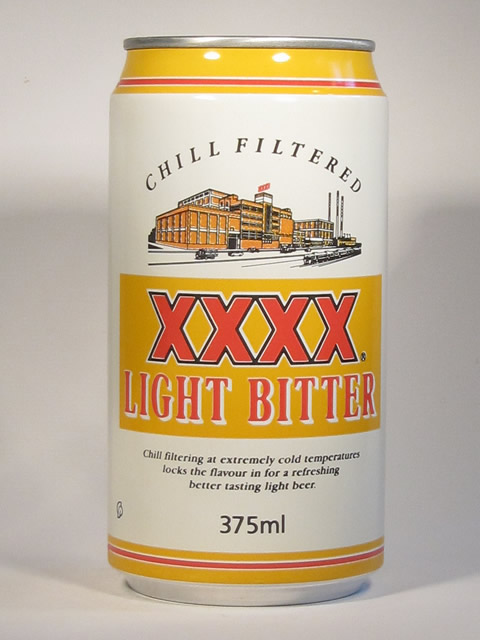 CHILL FILTERED
XXXX®
LIGHT BITTER
Chill filtering at extremely cold temperatures
locks the flavour in for a refreshing
better tasting light beer.
375ml